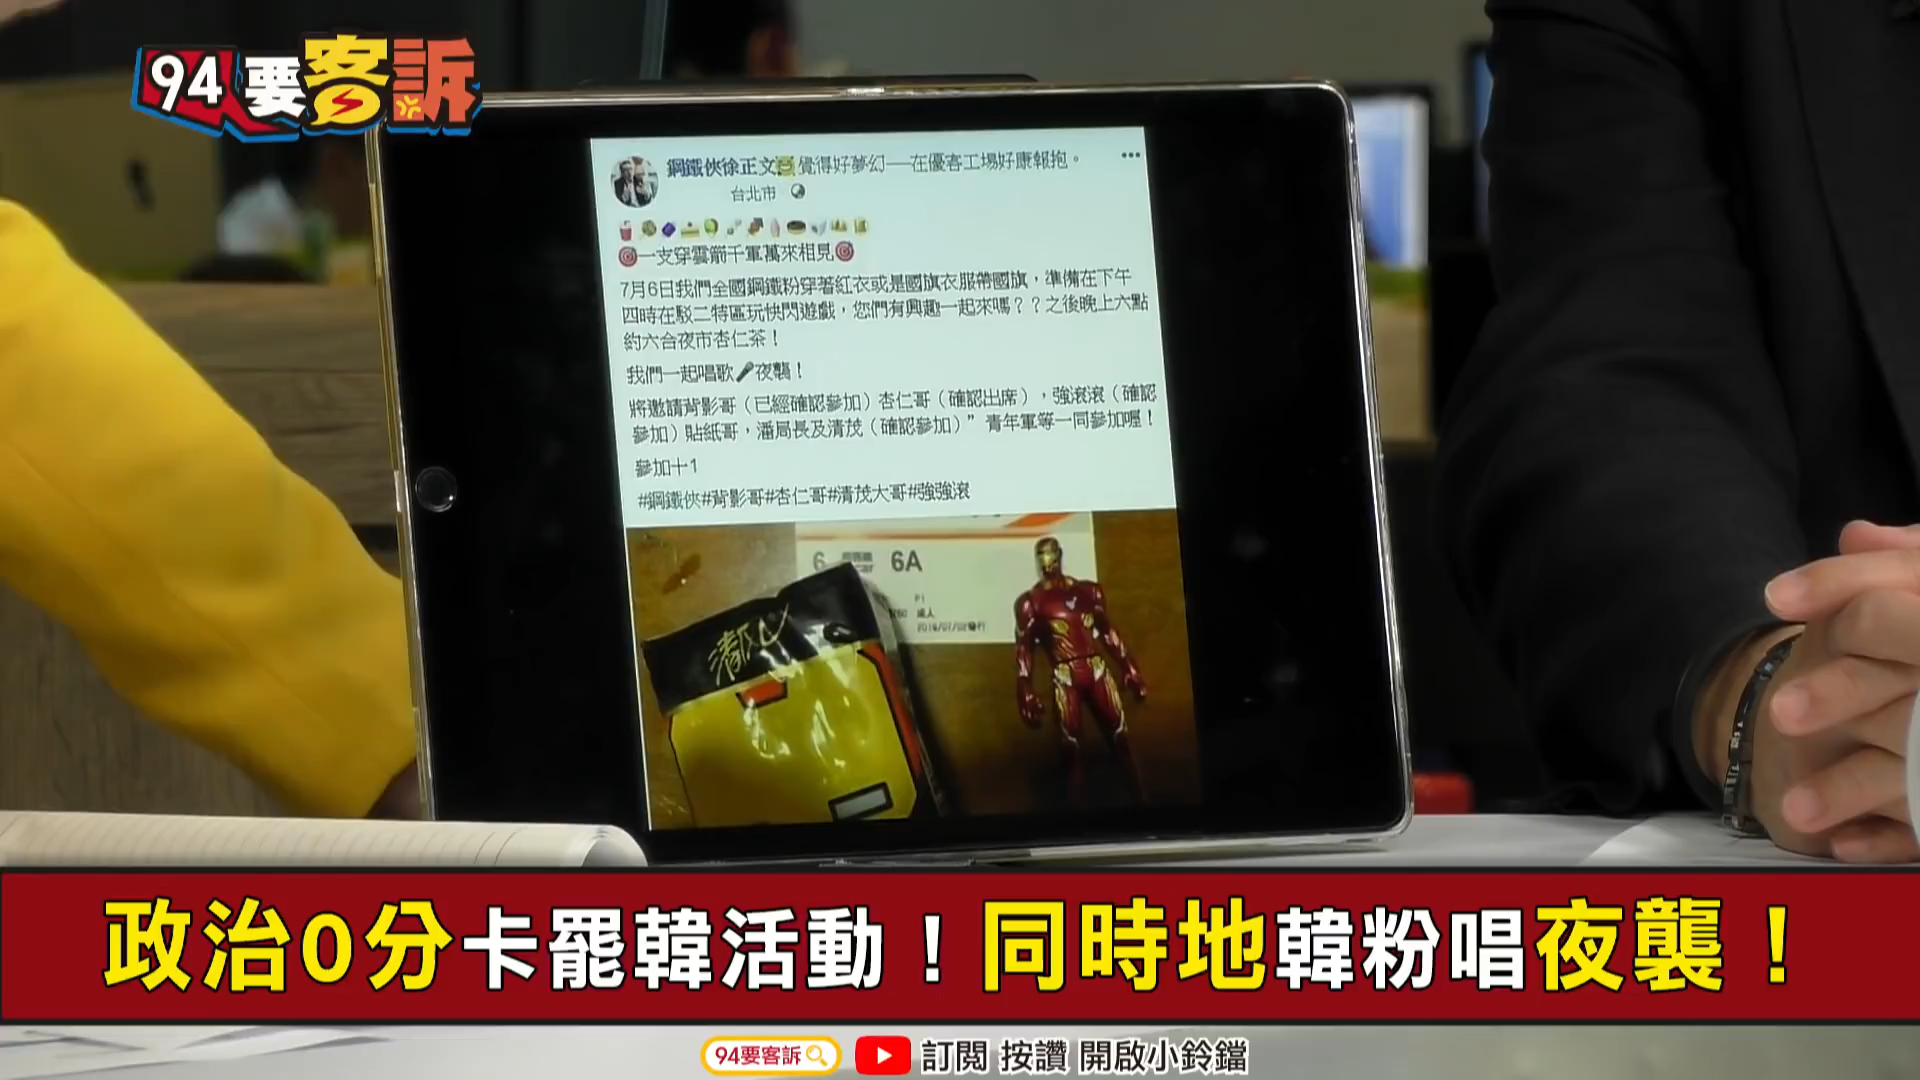 94要客訴
鋼鐵俠徐正文覺得好夢幻——在優客工場好康報抱。
台北市
一支穿雲箭千軍萬來相見
7月6日我們全國鋼鐵粉穿著紅衣或是國旗衣服帶國旗，準備在下午
四時在駁二特區玩快閃遊戲，您們有興趣一起來嗎？？之後晚上六點
約六合夜市杏仁茶！
我們一起唱歌🎤夜襲！
將邀請背影哥（已經確認參加）杏仁哥（確認出席），強滾滾（確認
參加）貼紙哥，潘局長及清茂（確認參加）”青年軍等一同參加喔！
參加十1
#鋼鐵俠#背影哥#杏仁哥#清茂大哥#強強滾
6 car 6A
成人
政治0分卡罷韓活動！同時地韓粉唱夜襲！
94要客訴 訂閱 按讚 開啟小鈴鐺